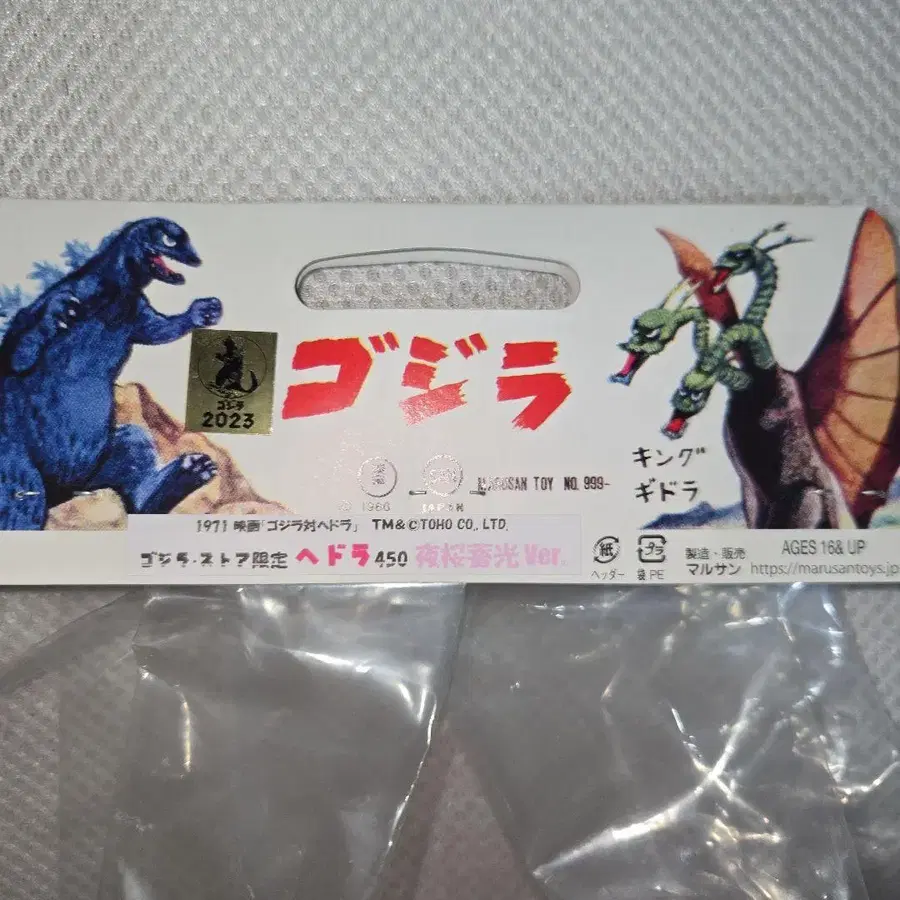 ゴジラ
ゴジラ
2023
キング
ギドラ
MARUSAN TOY NO. 999-
© 1966 JAPAN
1971 映画「ゴジラ対ヘドラ」 TM&©TOHO CO., LTD.
ゴジラ・ストア限定 ヘドラ450 夜桜蓄光Ver.
紙
ヘッダー
プラ
袋PE
製造・販売
マルサン
AGES 16& UP
https://marusantoys.jp